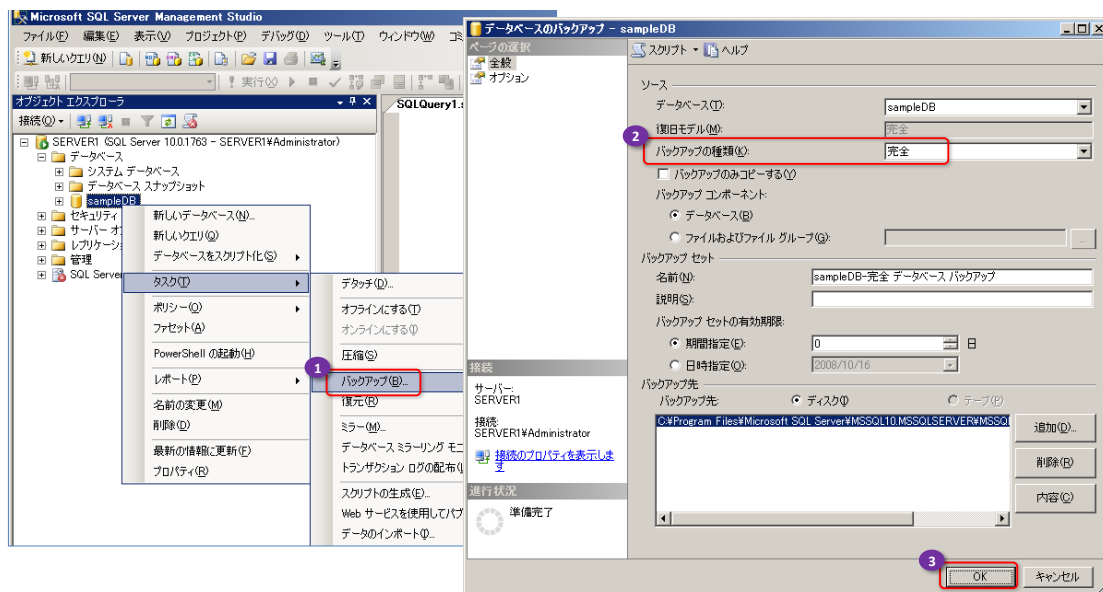 Microsoft SQL Server Management Studio
ファイル(F) 編集(E) 表示(V) プロジェクト(P) デバッグ(D) ツール(T) ウィンドウ(W)
新しいクエリ(N)
実行(X)
オブジェクト エクスプローラ
SQLQuery1.s
接続(O)
SERVER1 (SQL Server 10.0.1763 - SERVER1¥Administrator)
データベース
システム データベース
データベース スナップショット
sampleDB
セキュリティ
サーバー オ
レプリケーシ
管理
SQL Server
新しいデータベース(N)...
新しいクエリ(Q)
データベースをスクリプト化(S)
タスク(T)
ポリシー(O)
ファセット(A)
PowerShell の起動(H)
レポート(P)
名前の変更(M)
削除(D)
最新の情報に更新(F)
プロパティ(R)
デタッチ(D)...
オフラインにする(T)
オンラインにする(I)
圧縮(S)
1
バックアップ(B)...
復元(R)
ミラー(M)...
データベース ミラーリング モニ
トランザクション ログの配布(
スクリプトの生成(E)...
Web サービスを使用してパブ
データのインポート(I)...
データベースのバックアップ - sampleDB
ページの選択
全般
オプション
スクリプト ヘルプ
ソース
データベース(T): sampleDB
復旧モデル(M): 完全
2
バックアップの種類(K): 完全
バックアップのみコピーする(Y)
バックアップ コンポーネント:
データベース(B)
ファイルおよびファイル グループ(G): ...
バックアップ セット
名前(N): sampleDB-完全 データベース バックアップ
説明(S):
バックアップ セットの有効期限:
期間指定(E): 0 日
日時指定(O): 2008/10/16
バックアップ先
バックアップ先: ディスク(I) テープ(P)
C:¥Program Files¥Microsoft SQL Server¥MSSQL10.MSSQLSERVER¥MSSQL
追加(D)...
削除(R)
内容(C)
接続
サーバー:
SERVER1
接続:
SERVER1¥Administrator
接続のプロパティを表示しま
す
進行状況
準備完了
3
OK キャンセル